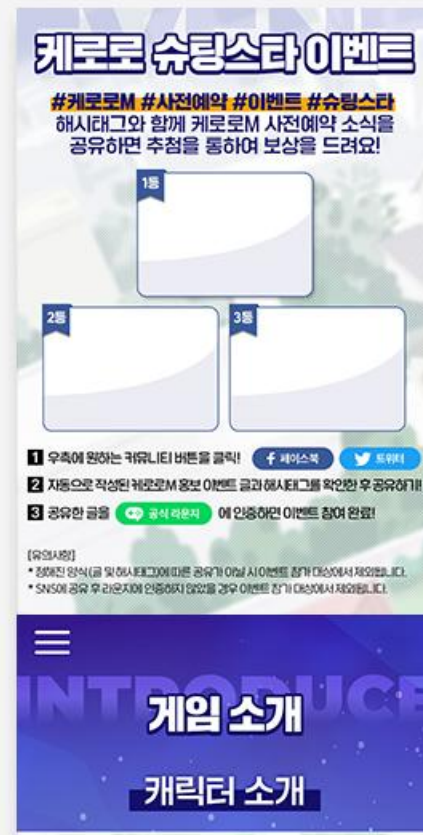 EVENT
케로로 슈팅스타 이벤트
#케로로M #사전예약 #이벤트 #슈팅스타
해시태그와 함께 케로로M 사전예약 소식을
공유하면 추첨을 통하여 보상을 드려요!
1등
2등
3등
1 우측에 원하는 커뮤니티 버튼을 클릭! 페이스북 트위터
2 자동으로 작성된 케로로M 홍보 이벤트 글과 해시태그를 확인한 후 공유하기!
3 공유한 글을 공식 라운지 에 인증하면 이벤트 참여 완료!
[유의사항]
* 정해진 양식(글 및 해시태그)에 따른 공유가 아닐 시 이벤트 참가 대상에서 제외됩니다.
* SNS에 공유 후 라운지에 인증하지 않았을 경우 이벤트 참가 대상에서 제외됩니다.
INTRODUCE
게임 소개
캐릭터 소개